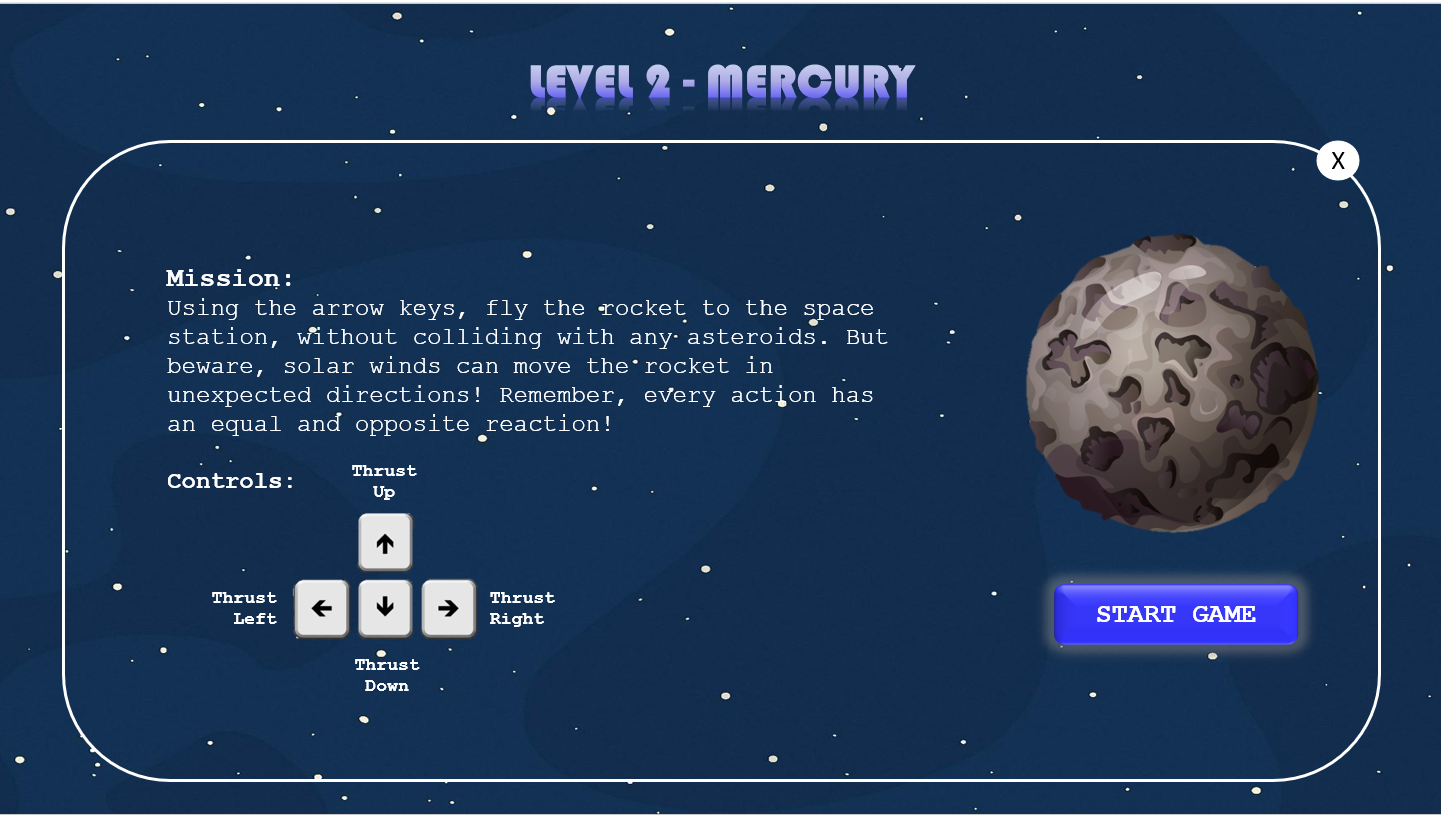 LEVEL 2 - MERCURY
X
Mission:
Using the arrow keys, fly the rocket to the space
station, without colliding with any asteroids. But
beware, solar winds can move the rocket in
unexpected directions! Remember, every action has
an equal and opposite reaction!
Controls:
Thrust
Up
Thrust
Left
Thrust
Right
Thrust
Down
START GAME